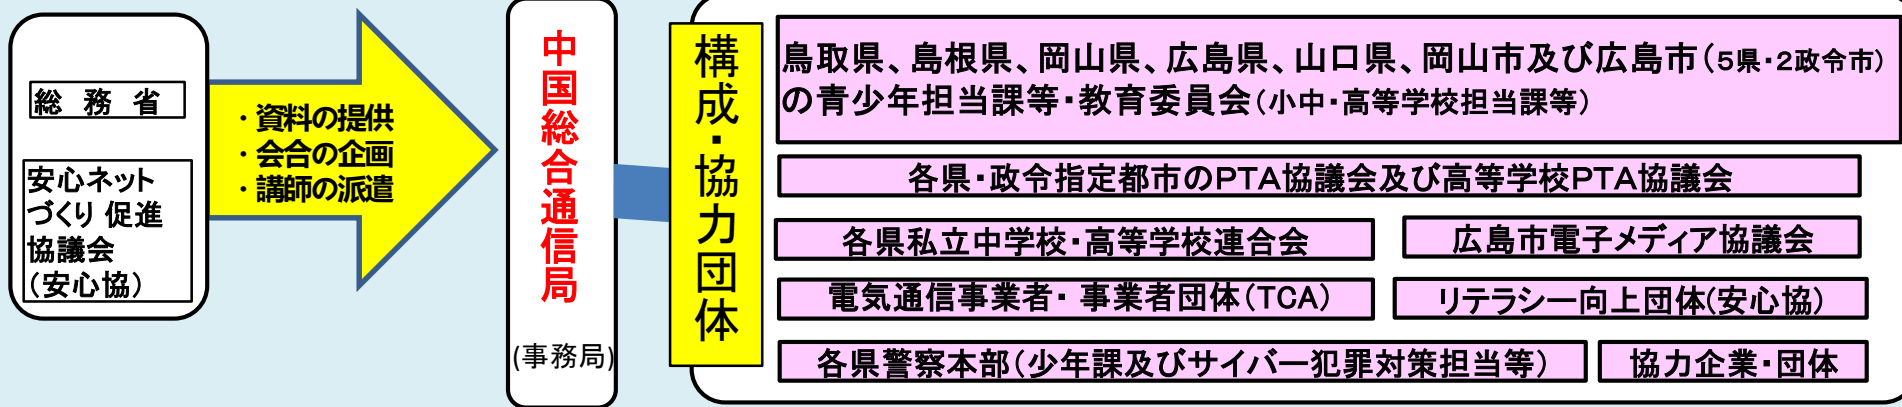 総務省
安心ネット
づくり 促進
協議会
(安心協)
・資料の提供
・会合の企画
・講師の派遣
中国総合通信局
(事務局)
構成・協力団体
鳥取県、島根県、岡山県、広島県、山口県、岡山市及び広島市(5県・2政令市)
の青少年担当課等・教育委員会(小中・高等学校担当課等)
各県・政令指定都市のPTA協議会及び高等学校PTA協議会
各県私立中学校・高等学校連合会
広島市電子メディア協議会
電気通信事業者・事業者団体(TCA)
リテラシー向上団体(安心協)
各県警察本部(少年課及びサイバー犯罪対策担当等)
協力企業・団体